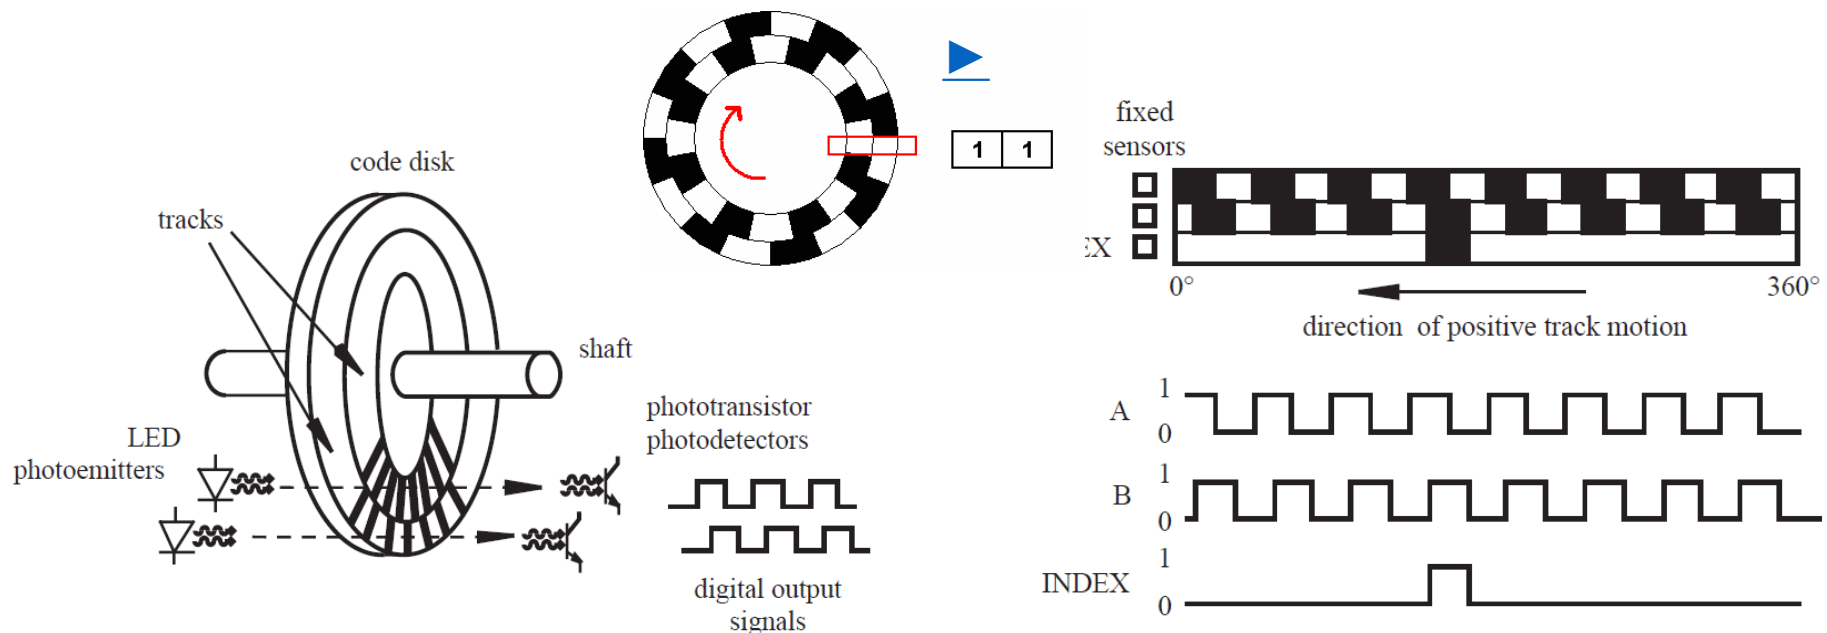 code disk
tracks
shaft
LED
photoemitters
phototransistor
photodetectors
digital output
signals
1 1
fixed
sensors
EX
0° 360°
direction of positive track motion
A 1
0
B 1
0
INDEX 1
0